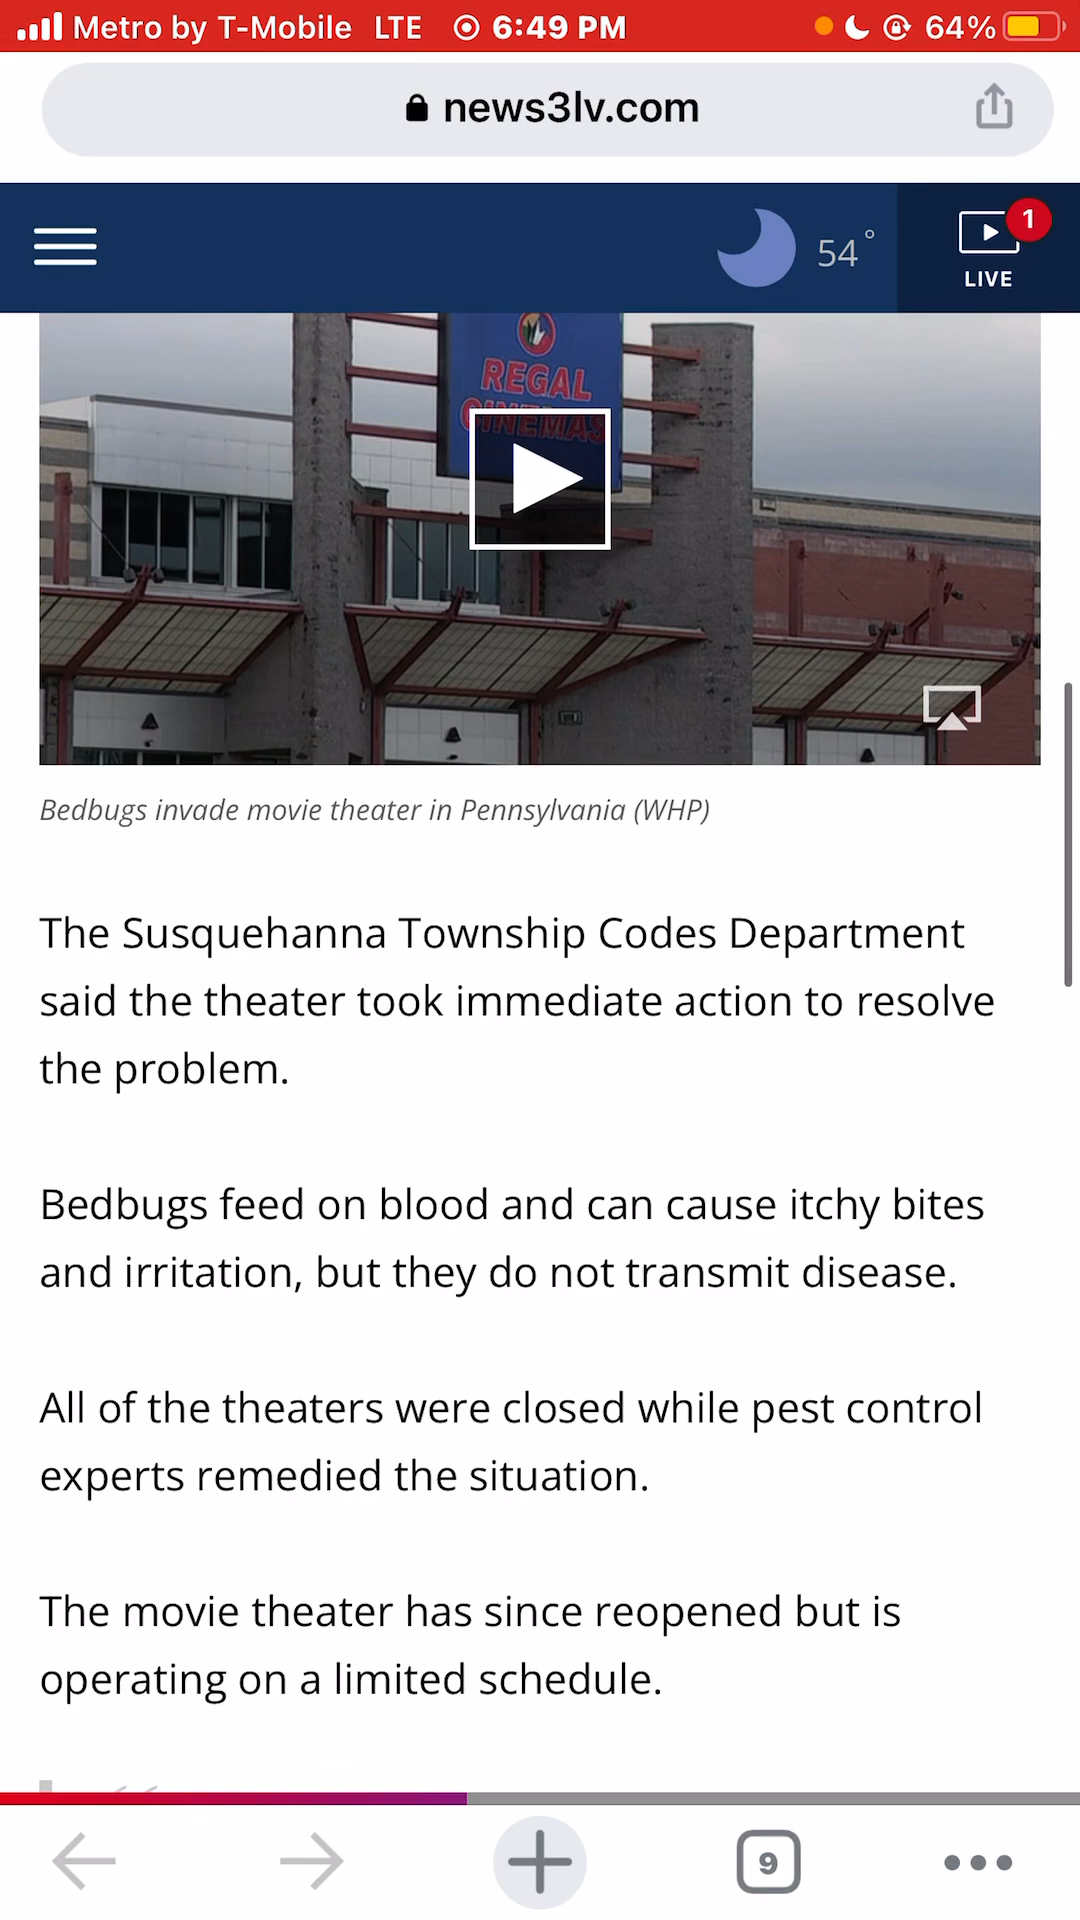 Metro by T-Mobile LTE 6:49 PM 64%
news3lv.com
54°
1
LIVE
REGAL
CINEMAS
Bedbugs invade movie theater in Pennsylvania (WHP)
The Susquehanna Township Codes Department
said the theater took immediate action to resolve
the problem.
Bedbugs feed on blood and can cause itchy bites
and irritation, but they do not transmit disease.
All of the theaters were closed while pest control
experts remedied the situation.
The movie theater has since reopened but is
operating on a limited schedule.
9